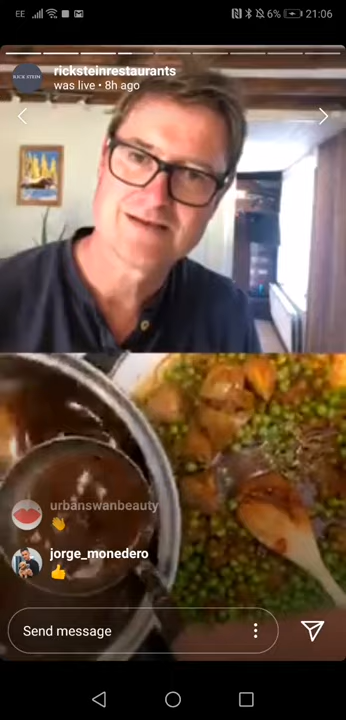 EE 6% 21:06
RICK STEIN
ricksteinrestaurants
was live • 8h ago
urbanswanbeauty
👏
jorge_monedero
👍
Send message